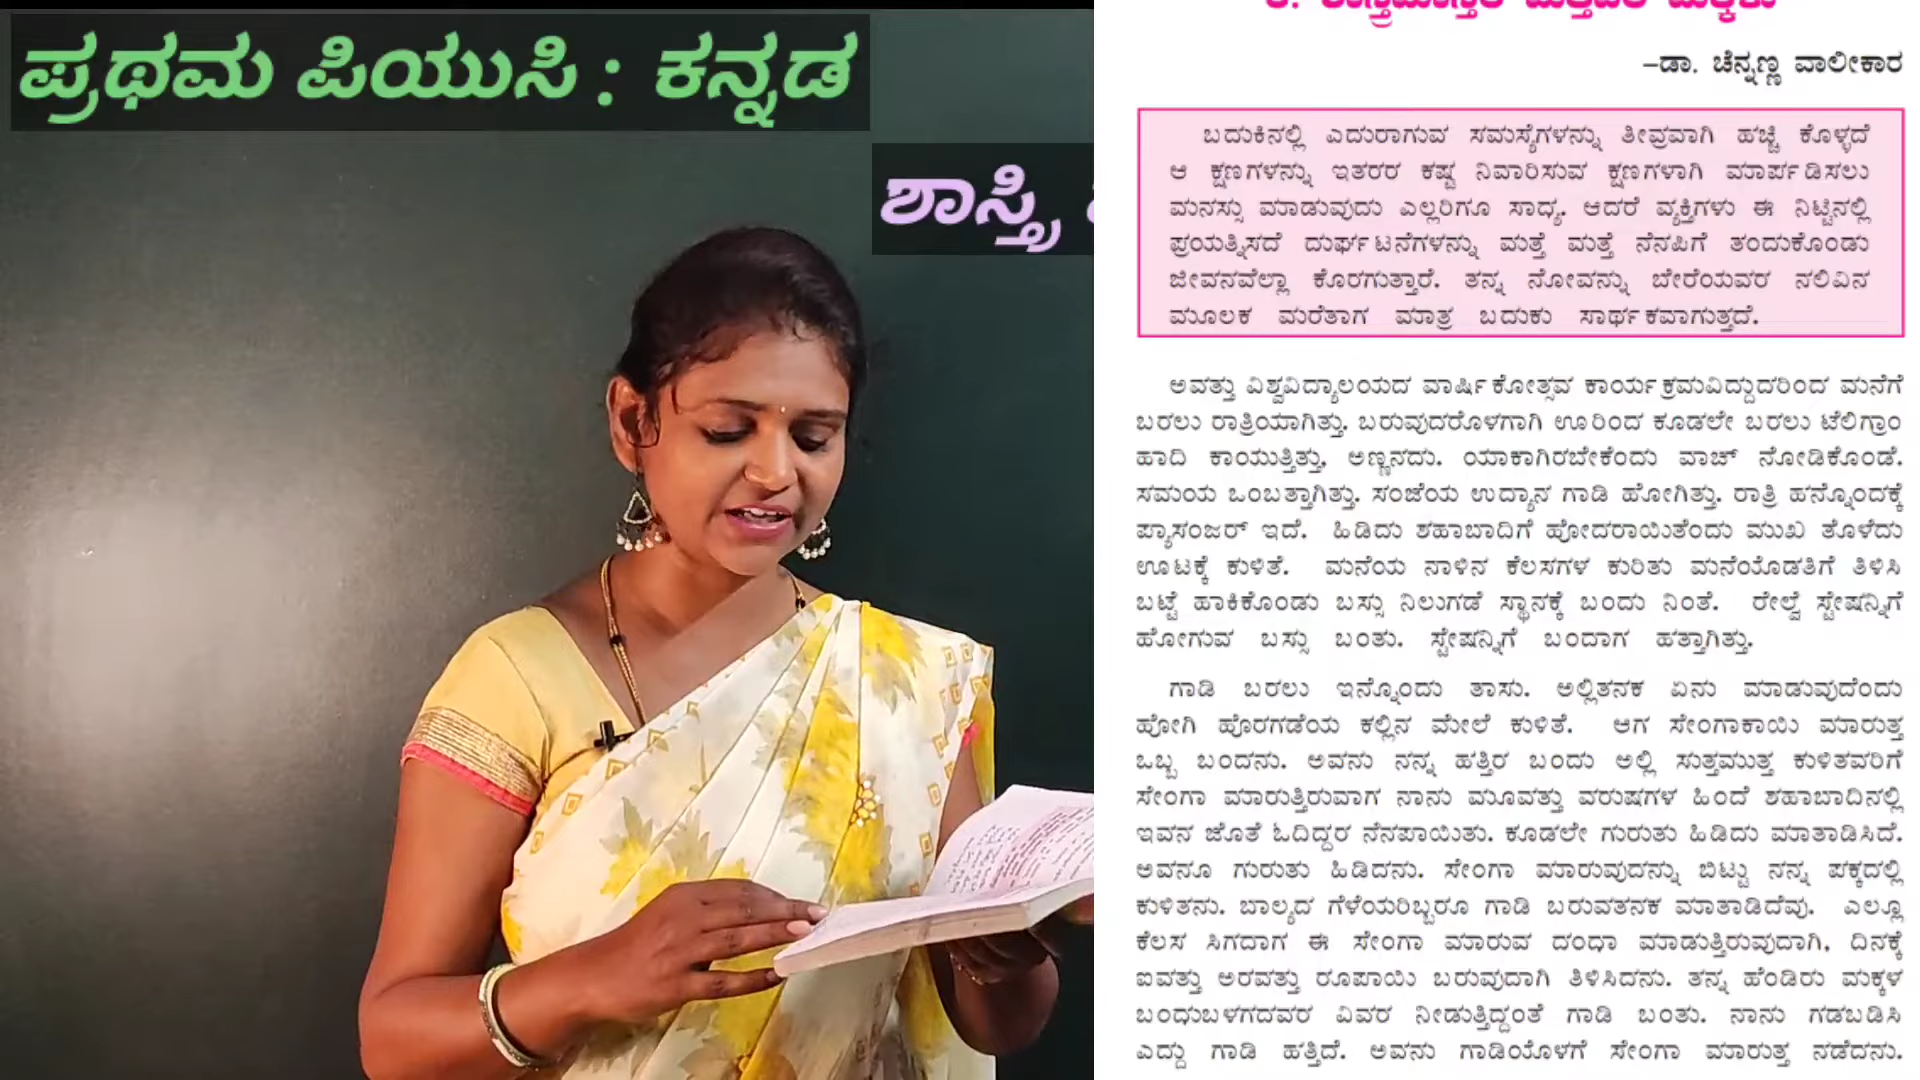 ಪ್ರಥಮ ಪಿಯುಸಿ : ಕನ್ನಡ
ಶಾಸ್ತ್ರಿ
–ಡಾ. ಚೆನ್ನಣ್ಣ ವಾಲೀಕಾರ
ಬದುಕಿನಲ್ಲಿ ಎದುರಾಗುವ ಸಮಸ್ಯೆಗಳನ್ನು ತೀವ್ರವಾಗಿ ಹಚ್ಚಿ ಕೊಳ್ಳದೆ
ಆ ಕ್ಷಣಗಳನ್ನು ಇತರರ ಕಷ್ಟ ನಿವಾರಿಸುವ ಕ್ಷಣಗಳಾಗಿ ಮಾರ್ಪಡಿಸಲು
ಮನಸ್ಸು ಮಾಡುವುದು ಎಲ್ಲರಿಗೂ ಸಾಧ್ಯ. ಆದರೆ ವ್ಯಕ್ತಿಗಳು ಈ ನಿಟ್ಟಿನಲ್ಲಿ
ಪ್ರಯತ್ನಿಸದೆ ದುರ್ಘಟನೆಗಳನ್ನು ಮತ್ತೆ ಮತ್ತೆ ನೆನಪಿಗೆ ತಂದುಕೊಂಡು
ಜೀವನವೆಲ್ಲಾ ಕೊರಗುತ್ತಾರೆ. ತನ್ನ ನೋವನ್ನು ಬೇರೆಯವರ ನಲಿವಿನ
ಮೂಲಕ ಮರೆತಾಗ ಮಾತ್ರ ಬದುಕು ಸಾರ್ಥಕವಾಗುತ್ತದೆ.
ಅವತ್ತು ವಿಶ್ವವಿದ್ಯಾಲಯದ ವಾರ್ಷಿಕೋತ್ಸವ ಕಾರ್ಯಕ್ರಮವಿದ್ದುದರಿಂದ ಮನೆಗೆ
ಬರಲು ರಾತ್ರಿಯಾಗಿತ್ತು. ಬರುವುದರೊಳಗಾಗಿ ಊರಿಂದ ಕೂಡಲೇ ಬರಲು ಟೆಲಿಗ್ರಾಂ
ಹಾದಿ ಕಾಯುತ್ತಿತ್ತು, ಅಣ್ಣನದು. ಯಾಕಾಗಿರಬೇಕೆಂದು ವಾಚ್ ನೋಡಿಕೊಂಡೆ.
ಸಮಯ ಒಂಬತ್ತಾಗಿತ್ತು. ಸಂಜೆಯ ಉದ್ಯಾನ ಗಾಡಿ ಹೋಗಿತ್ತು. ರಾತ್ರಿ ಹನ್ನೊಂದಕ್ಕೆ
ಪ್ಯಾಸಂಜರ್ ಇದೆ. ಹಿಡಿದು ಶಹಾಬಾದಿಗೆ ಹೋದರಾಯಿತೆಂದು ಮುಖ ತೊಳೆದು
ಊಟಕ್ಕೆ ಕುಳಿತೆ. ಮನೆಯ ನಾಳಿನ ಕೆಲಸಗಳ ಕುರಿತು ಮನೆಯೊಡತಿಗೆ ತಿಳಿಸಿ
ಬಟ್ಟೆ ಹಾಕಿಕೊಂಡು ಬಸ್ಸು ನಿಲುಗಡೆ ಸ್ಥಾನಕ್ಕೆ ಬಂದು ನಿಂತೆ. ರೇಲ್ವೆ ಸ್ಟೇಷನ್ನಿಗೆ
ಹೋಗುವ ಬಸ್ಸು ಬಂತು. ಸ್ಟೇಷನ್ನಿಗೆ ಬಂದಾಗ ಹತ್ತಾಗಿತ್ತು.
ಗಾಡಿ ಬರಲು ಇನ್ನೊಂದು ತಾಸು. ಅಲ್ಲಿತನಕ ಏನು ಮಾಡುವುದೆಂದು
ಹೋಗಿ ಹೊರಗಡೆಯ ಕಲ್ಲಿನ ಮೇಲೆ ಕುಳಿತೆ. ಆಗ ಸೇಂಗಾಕಾಯಿ ಮಾರುತ್ತ
ಒಬ್ಬ ಬಂದನು. ಅವನು ನನ್ನ ಹತ್ತಿರ ಬಂದು ಅಲ್ಲಿ ಸುತ್ತಮುತ್ತ ಕುಳಿತವರಿಗೆ
ಸೇಂಗಾ ಮಾರುತ್ತಿರುವಾಗ ನಾನು ಮೂವತ್ತು ವರುಷಗಳ ಹಿಂದೆ ಶಹಾಬಾದಿನಲ್ಲಿ
ಇವನ ಜೊತೆ ಓದಿದ್ದರ ನೆನಪಾಯಿತು. ಕೂಡಲೇ ಗುರುತು ಹಿಡಿದು ಮಾತಾಡಿಸಿದೆ.
ಅವನೂ ಗುರುತು ಹಿಡಿದನು. ಸೇಂಗಾ ಮಾರುವುದನ್ನು ಬಿಟ್ಟು ನನ್ನ ಪಕ್ಕದಲ್ಲಿ
ಕುಳಿತನು. ಬಾಲ್ಯದ ಗೆಳೆಯರಿಬ್ಬರೂ ಗಾಡಿ ಬರುವತನಕ ಮಾತಾಡಿದೆವು. ಎಲ್ಲೂ
ಕೆಲಸ ಸಿಗದಾಗ ಈ ಸೇಂಗಾ ಮಾರುವ ದಂಧಾ ಮಾಡುತ್ತಿರುವುದಾಗಿ, ದಿನಕ್ಕೆ
ಐವತ್ತು ಅರವತ್ತು ರೂಪಾಯಿ ಬರುವುದಾಗಿ ತಿಳಿಸಿದನು. ತನ್ನ ಹೆಂಡಿರು ಮಕ್ಕಳ
ಬಂಧುಬಳಗದವರ ವಿವರ ನೀಡುತ್ತಿದ್ದಂತೆ ಗಾಡಿ ಬಂತು. ನಾನು ಗಡಬಡಿಸಿ
ಎದ್ದು ಗಾಡಿ ಹತ್ತಿದೆ. ಅವನು ಗಾಡಿಯೊಳಗೆ ಸೇಂಗಾ ಮಾರುತ್ತ ನಡೆದನು.